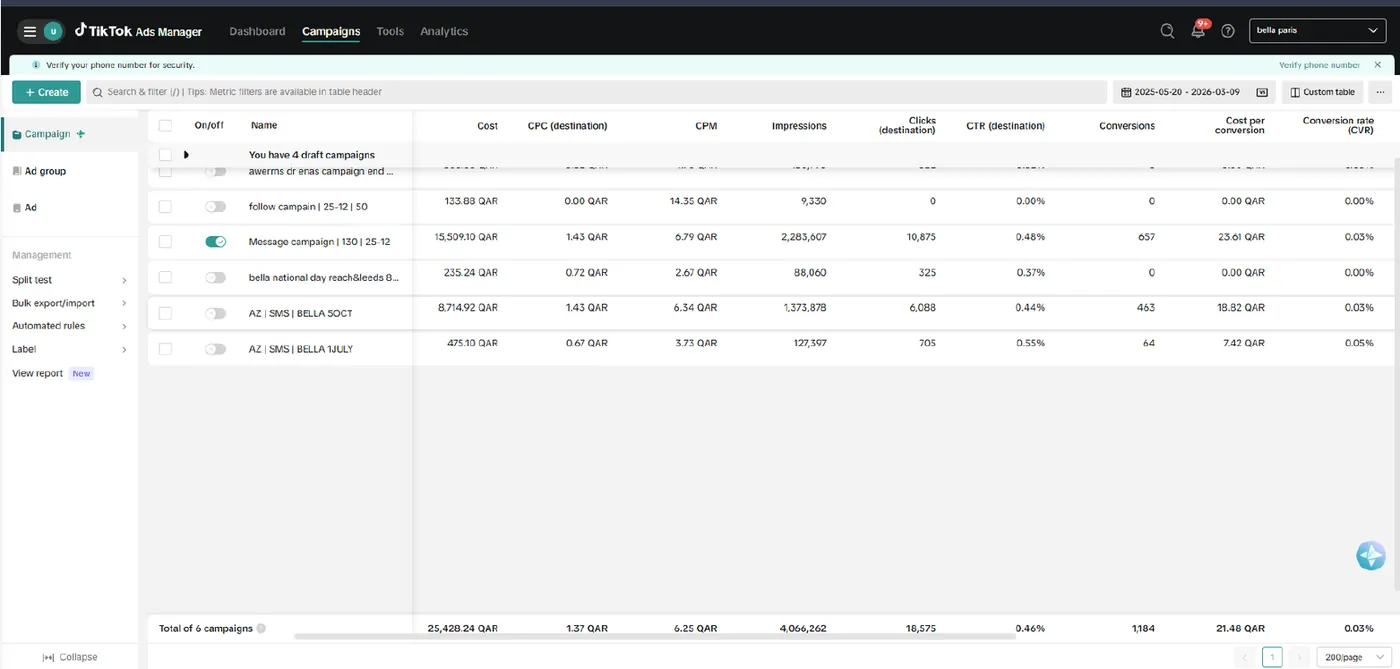 U TikTok Ads Manager Dashboard Campaigns Tools Analytics 9+ bella paris
Verify your phone number for security. Verify phone number
+ Create Search & filter (/) | Tips: Metric filters are available in table header 2025-05-20 - 2026-03-09 Custom table ...
Campaign
Ad group
Ad
Management
Split test
Bulk export/import
Automated rules
Label
View report New
Collapse
On/off Name Cost CPC (destination) CPM Impressions Clicks (destination) CTR (destination) Conversions Cost per conversion Conversion rate (CVR)
You have 4 draft campaigns
awerrns dr enas campaign end ...
follow campain | 25-12 | 50 133.88 QAR 0.00 QAR 14.35 QAR 9,330 0 0.00% 0 0.00 QAR 0.00%
Message campaign | 130 | 25-12 15,509.10 QAR 1.43 QAR 6.79 QAR 2,283,607 10,875 0.48% 657 23.61 QAR 0.03%
bella national day reach&leeds 8... 235.24 QAR 0.72 QAR 2.67 QAR 88,060 325 0.37% 0 0.00 QAR 0.00%
AZ | SMS | BELLA 5OCT 8,714.92 QAR 1.43 QAR 6.34 QAR 1,373,878 6,088 0.44% 463 18.82 QAR 0.03%
AZ | SMS | BELLA 1JULY 475.10 QAR 0.67 QAR 3.73 QAR 127,397 705 0.55% 64 7.42 QAR 0.05%
Total of 6 campaigns 25,428.24 QAR 1.37 QAR 6.25 QAR 4,066,262 18,575 0.46% 1,184 21.48 QAR 0.03%
1 200/page